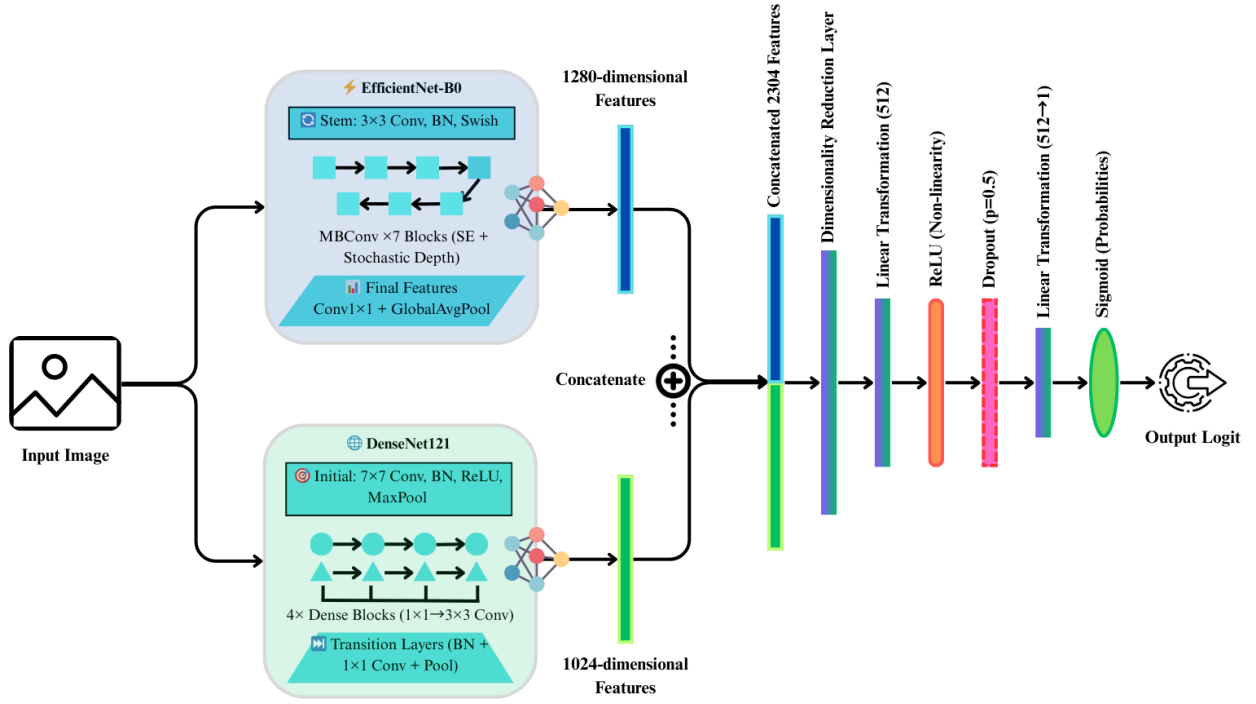 Input Image
EfficientNet-B0
Stem: 3×3 Conv, BN, Swish
MBConv ×7 Blocks (SE +
Stochastic Depth)
Final Features
Conv1×1 + GlobalAvgPool
1280-dimensional
Features
DenseNet121
Initial: 7×7 Conv, BN, ReLU,
MaxPool
4× Dense Blocks (1×1→3×3 Conv)
Transition Layers (BN +
1×1 Conv + Pool)
1024-dimensional
Features
Concatenate
Concatenated 2304 Features
Dimensionality Reduction Layer
Linear Transformation (512)
ReLU (Non-linearity)
Dropout (p=0.5)
Linear Transformation (512→1)
Sigmoid (Probabilities)
Output Logit